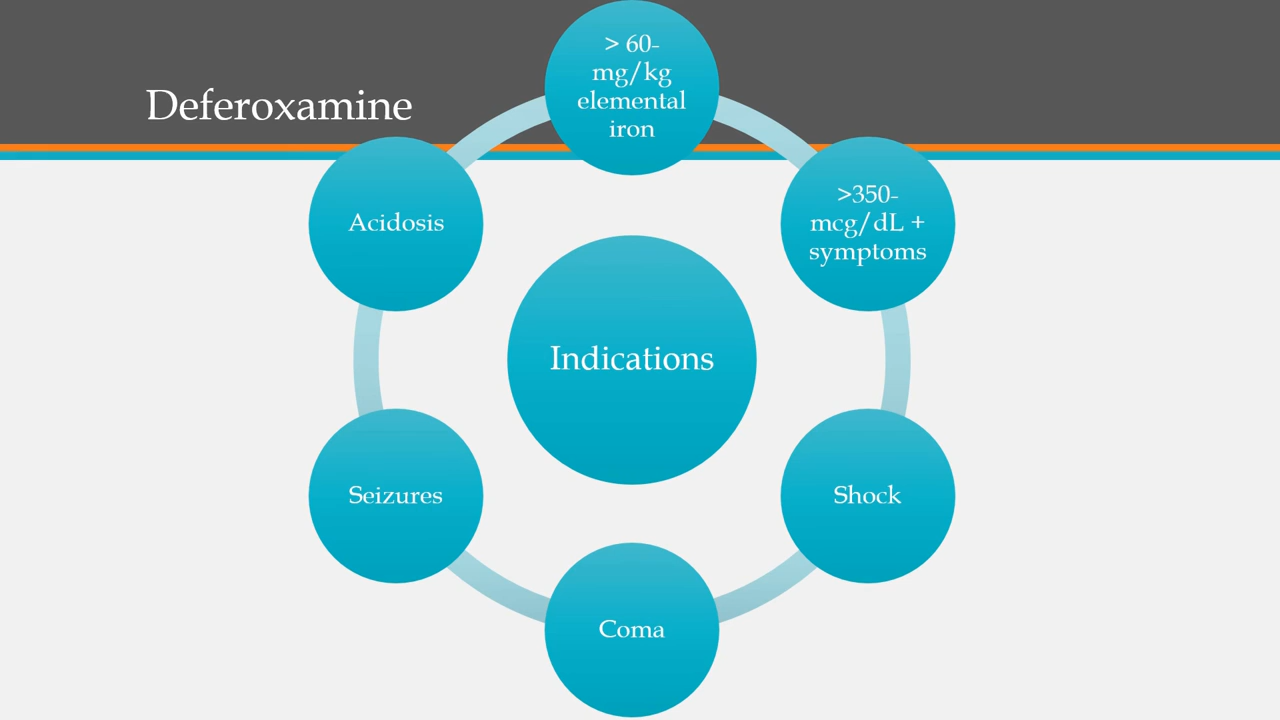 Deferoxamine
> 60-
mg/kg
elemental
iron
>350-
mcg/dL +
symptoms
Shock
Coma
Seizures
Acidosis
Indications